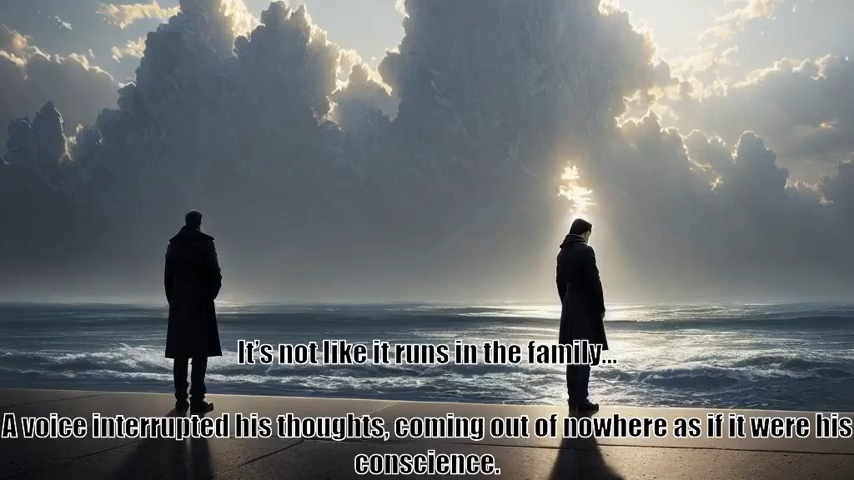 It's not like it runs in the family...
A voice interrupted his thoughts, coming out of nowhere as if it were his
conscience.